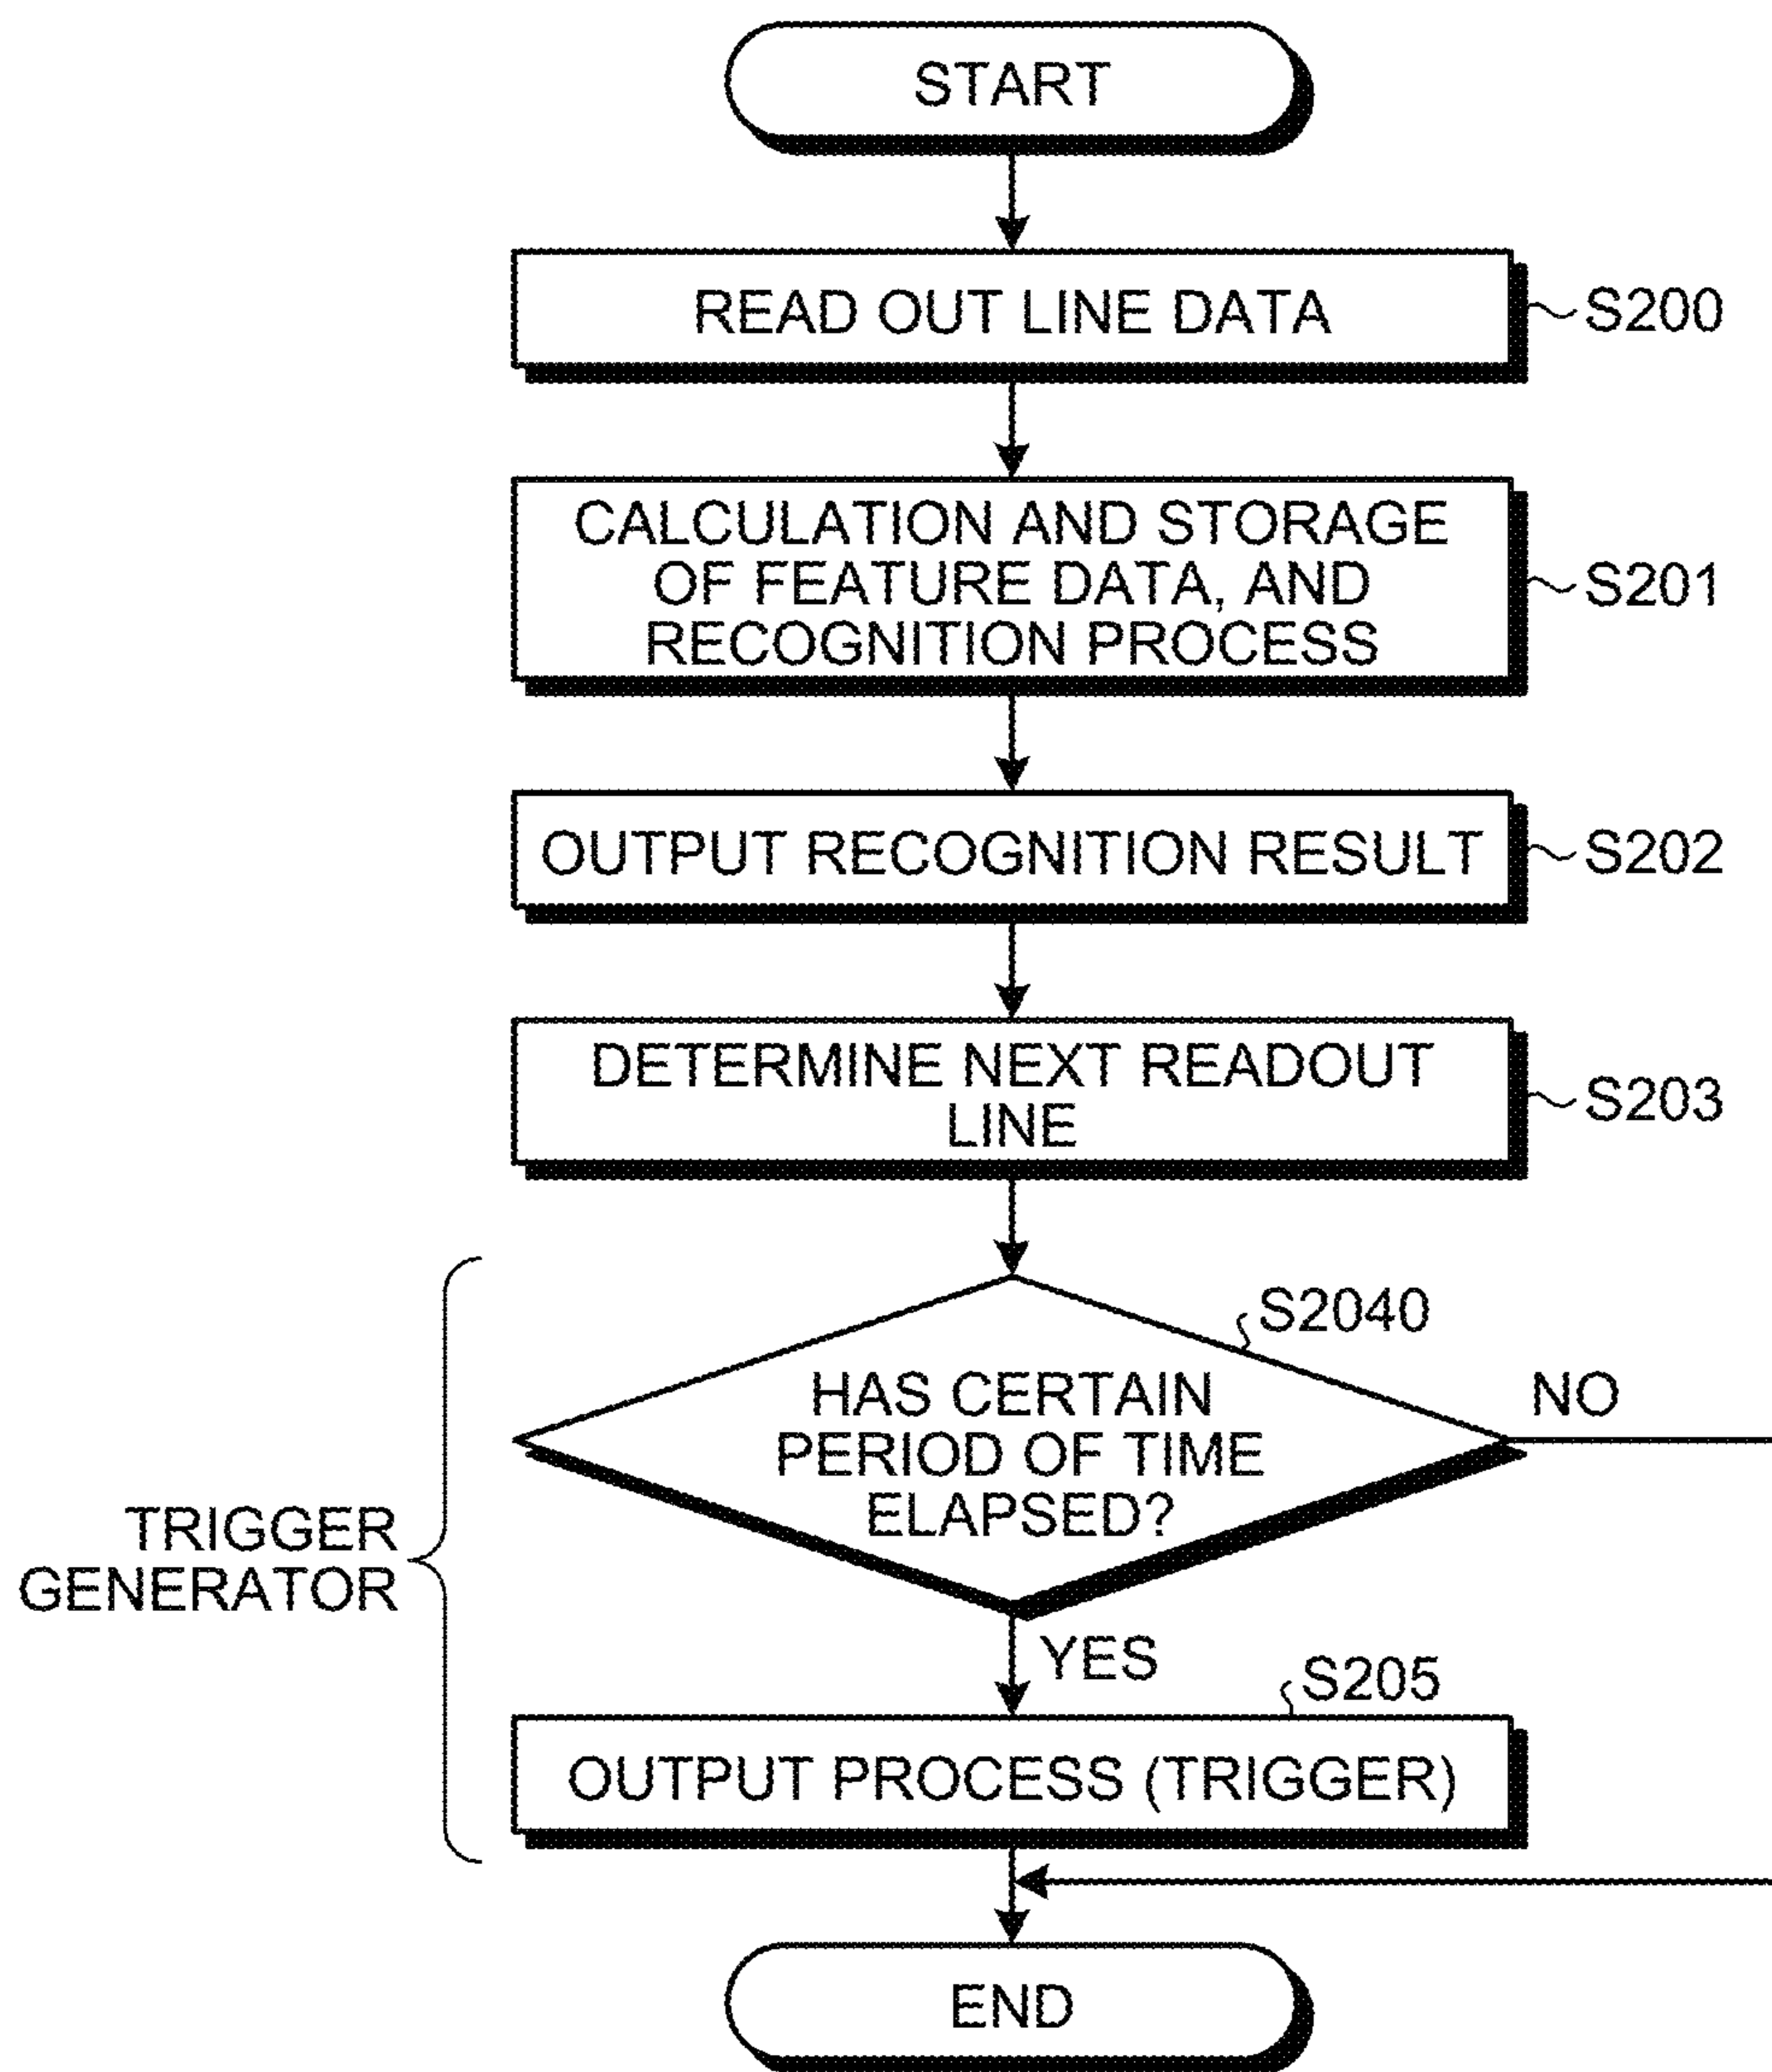 START
READ OUT LINE DATA
S200
CALCULATION AND STORAGE
OF FEATURE DATA, AND
RECOGNITION PROCESS
S201
OUTPUT RECOGNITION RESULT
S202
DETERMINE NEXT READOUT
LINE
S203
S2040
HAS CERTAIN
PERIOD OF TIME
ELAPSED?
NO
TRIGGER
GENERATOR
YES
S205
OUTPUT PROCESS (TRIGGER)
END